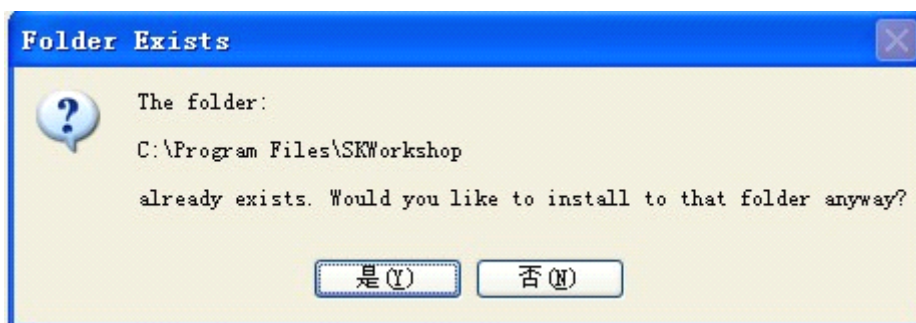 Folder Exists
The folder:
C:\Program Files\SKWorkshop
already exists. Would you like to install to that folder anyway?
是(Y) 否(N)